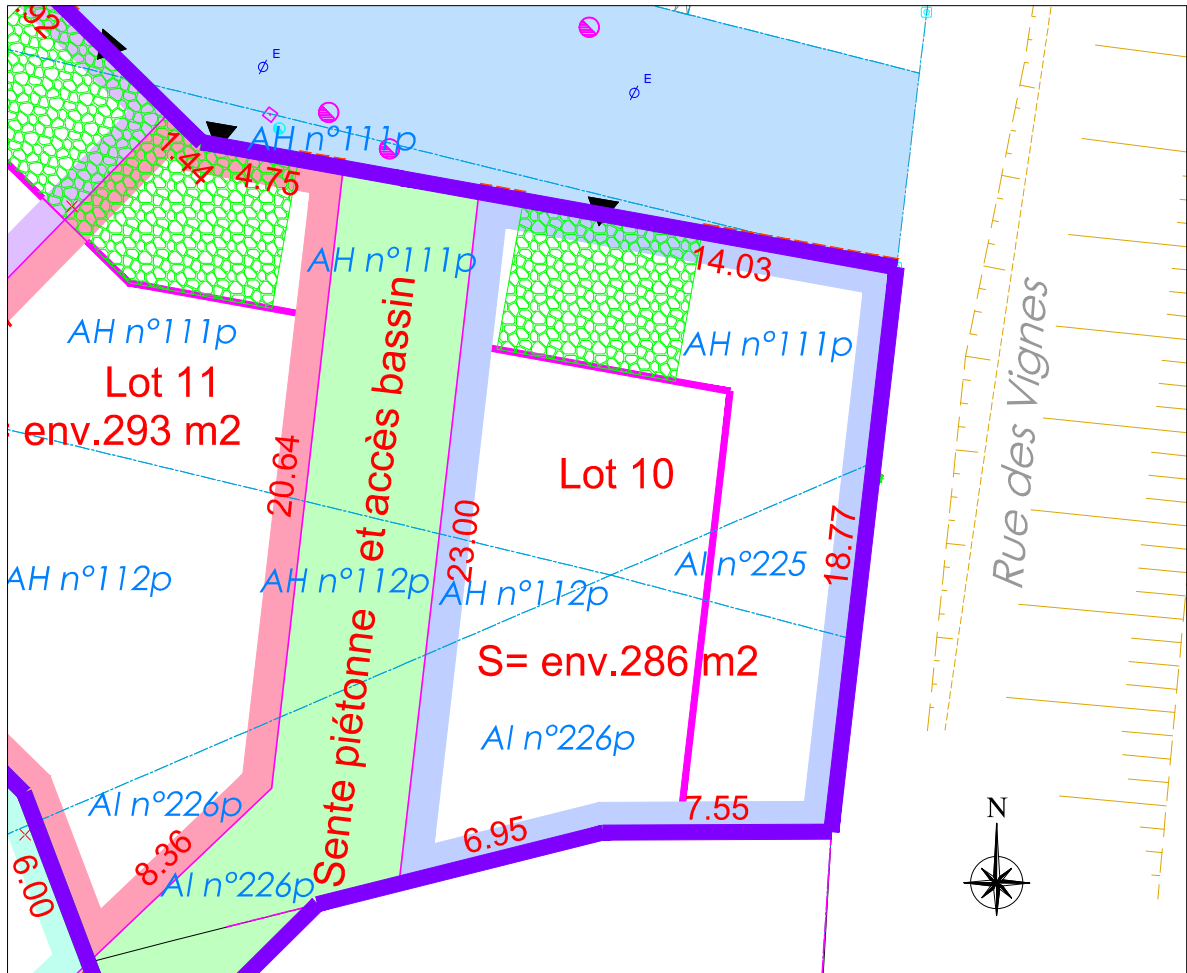 .92
E
E
AH n°111p
1.44
4.75
AH n°111p
14.03
AH n°111p
AH n°111p
Lot 11
= env.293 m2
Sente piétonne et accès bassin
Rue des Vignes
Lot 10
20.64
23.00
18.77
AI n°225
AH n°112p
AH n°112p
AH n°112p
S= env.286 m2
AI n°226p
AI n°226p
7.55
6.95
8.36
AI n°226p
6.00
N